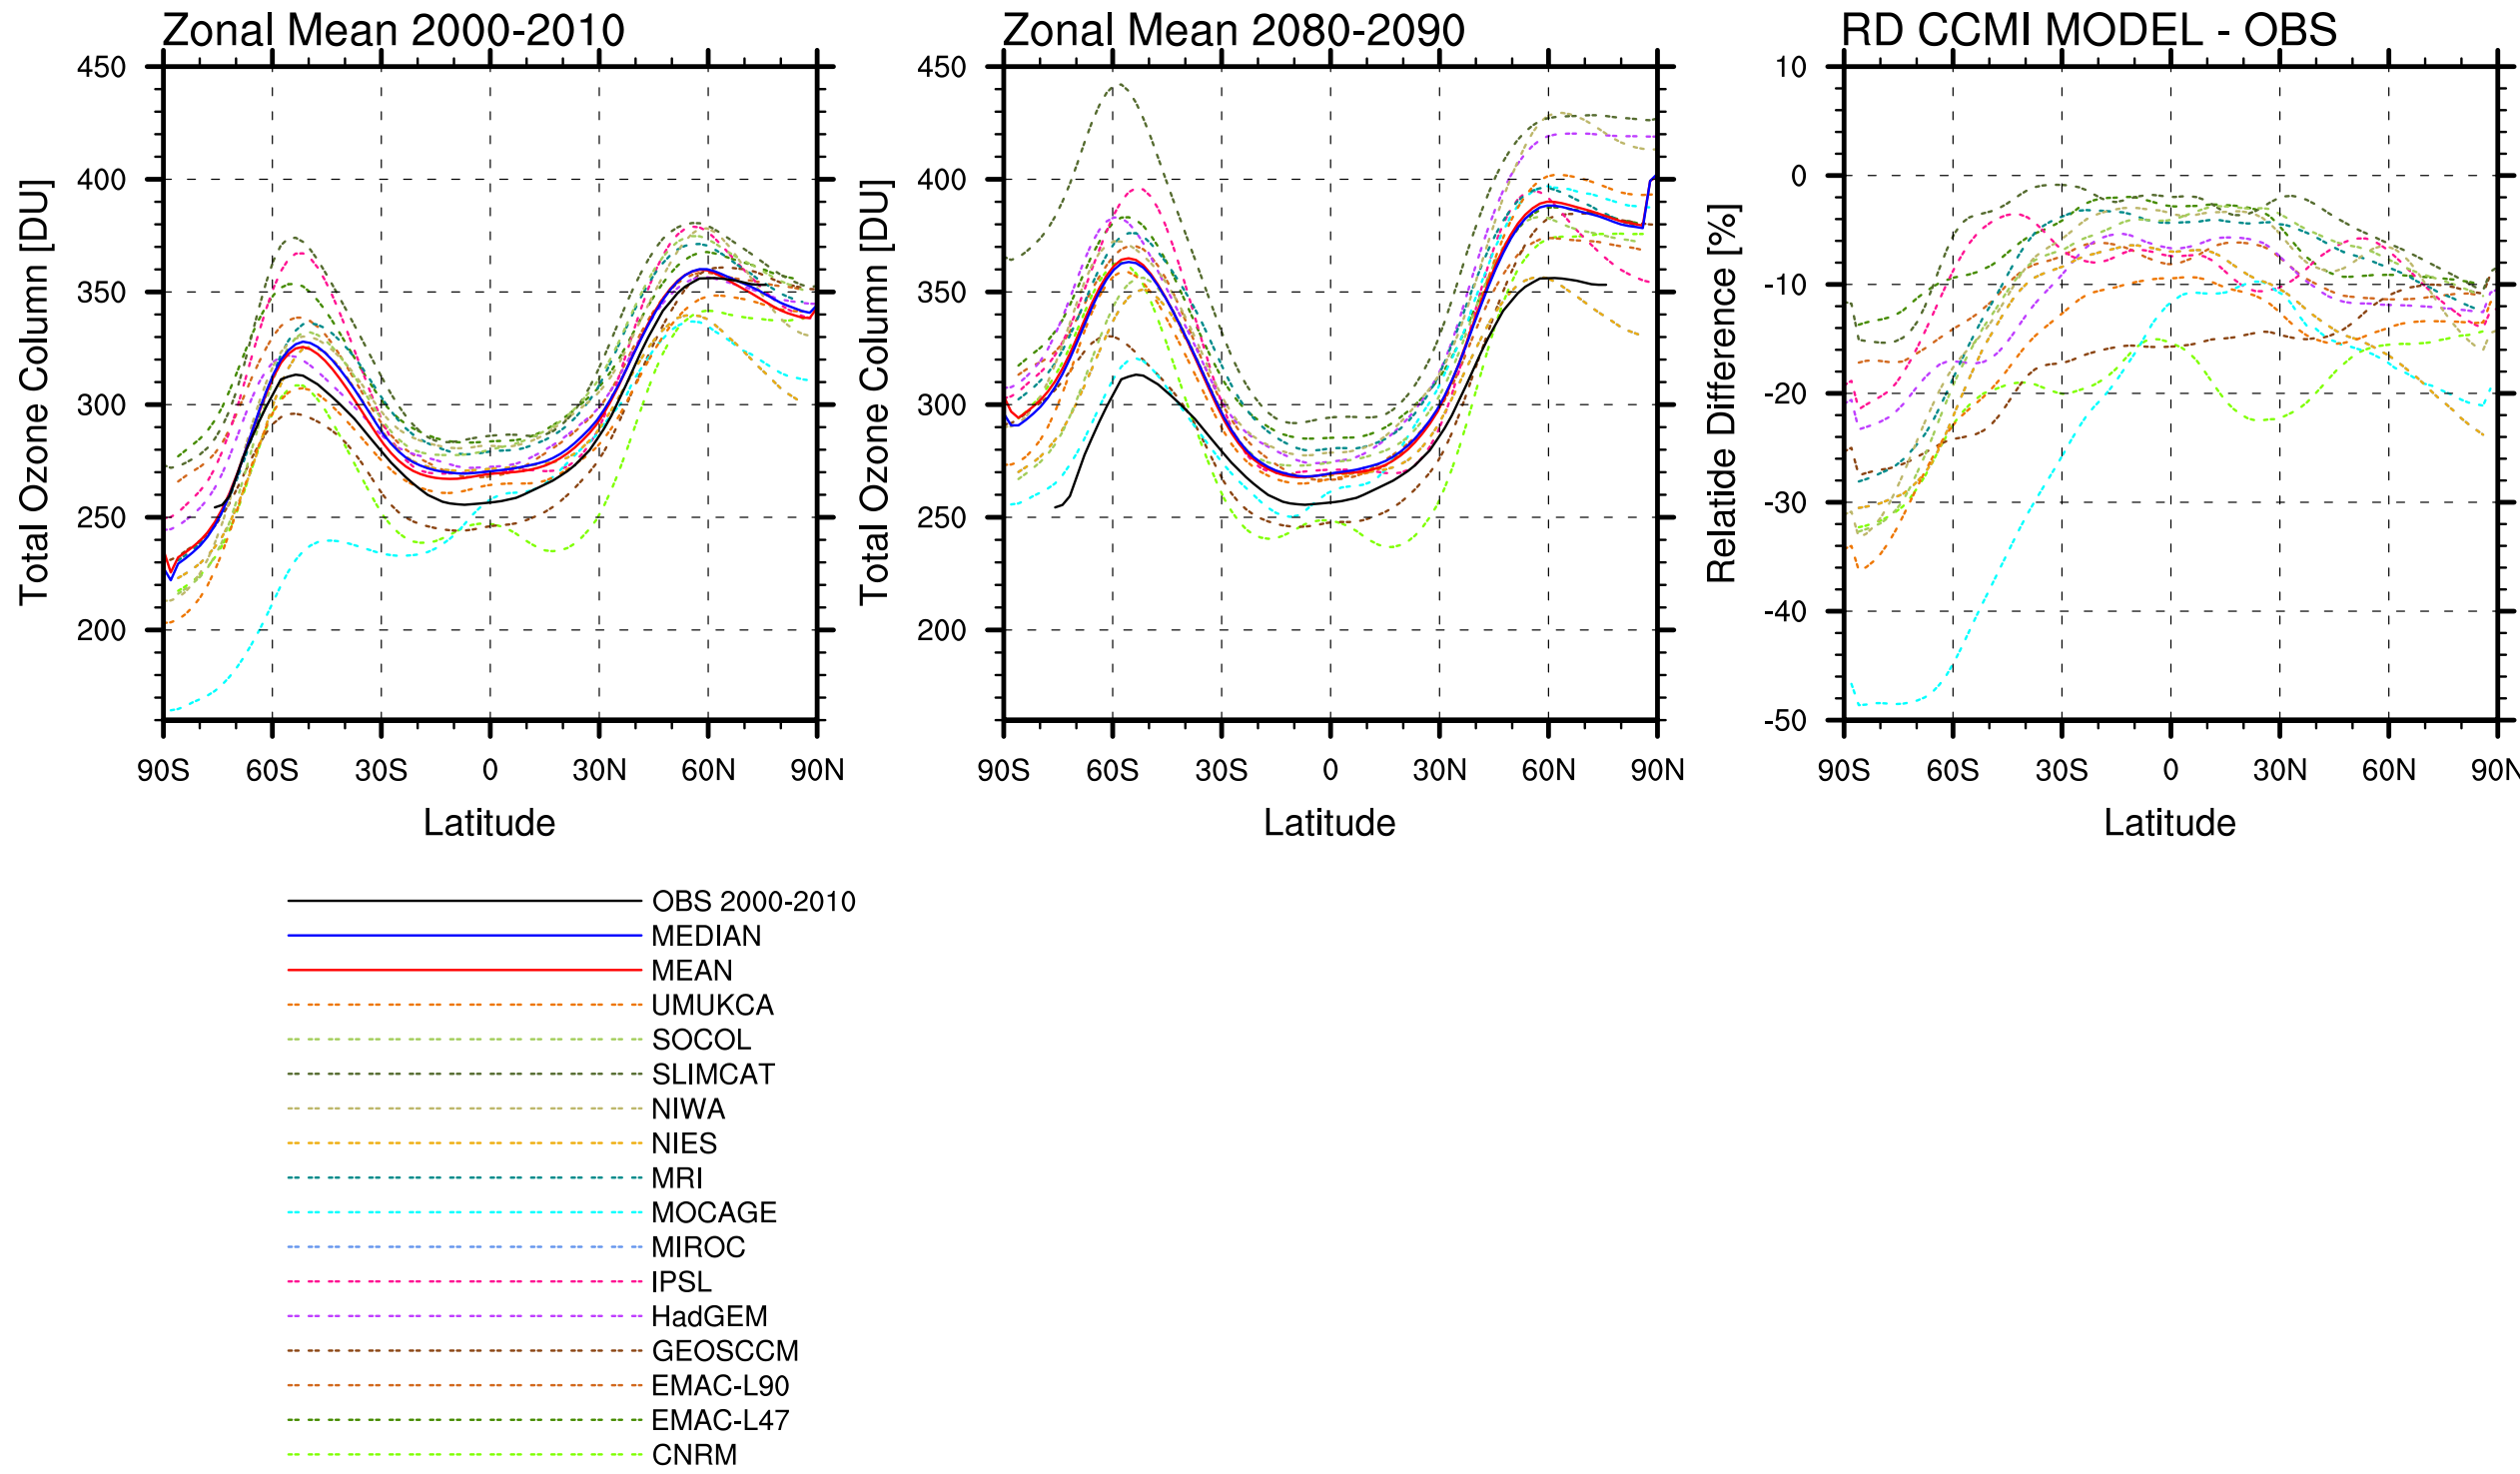 Zonal Mean 2000-2010
Zonal Mean 2080-2090
RD CCMI MODEL - OBS
Total Ozone Column [DU]
450
400
350
300
250
200
90S 60S 30S 0 30N 60N 90N
Latitude
Total Ozone Column [DU]
450
400
350
300
250
200
90S 60S 30S 0 30N 60N 90N
Latitude
Relatide Difference [%]
10
0
-10
-20
-30
-40
-50
90S 60S 30S 0 30N 60N 90N
Latitude
OBS 2000-2010
MEDIAN
MEAN
UMUKCA
SOCOL
SLIMCAT
NIWA
NIES
MRI
MOCAGE
MIROC
IPSL
HadGEM
GEOSCCM
EMAC-L90
EMAC-L47
CNRM